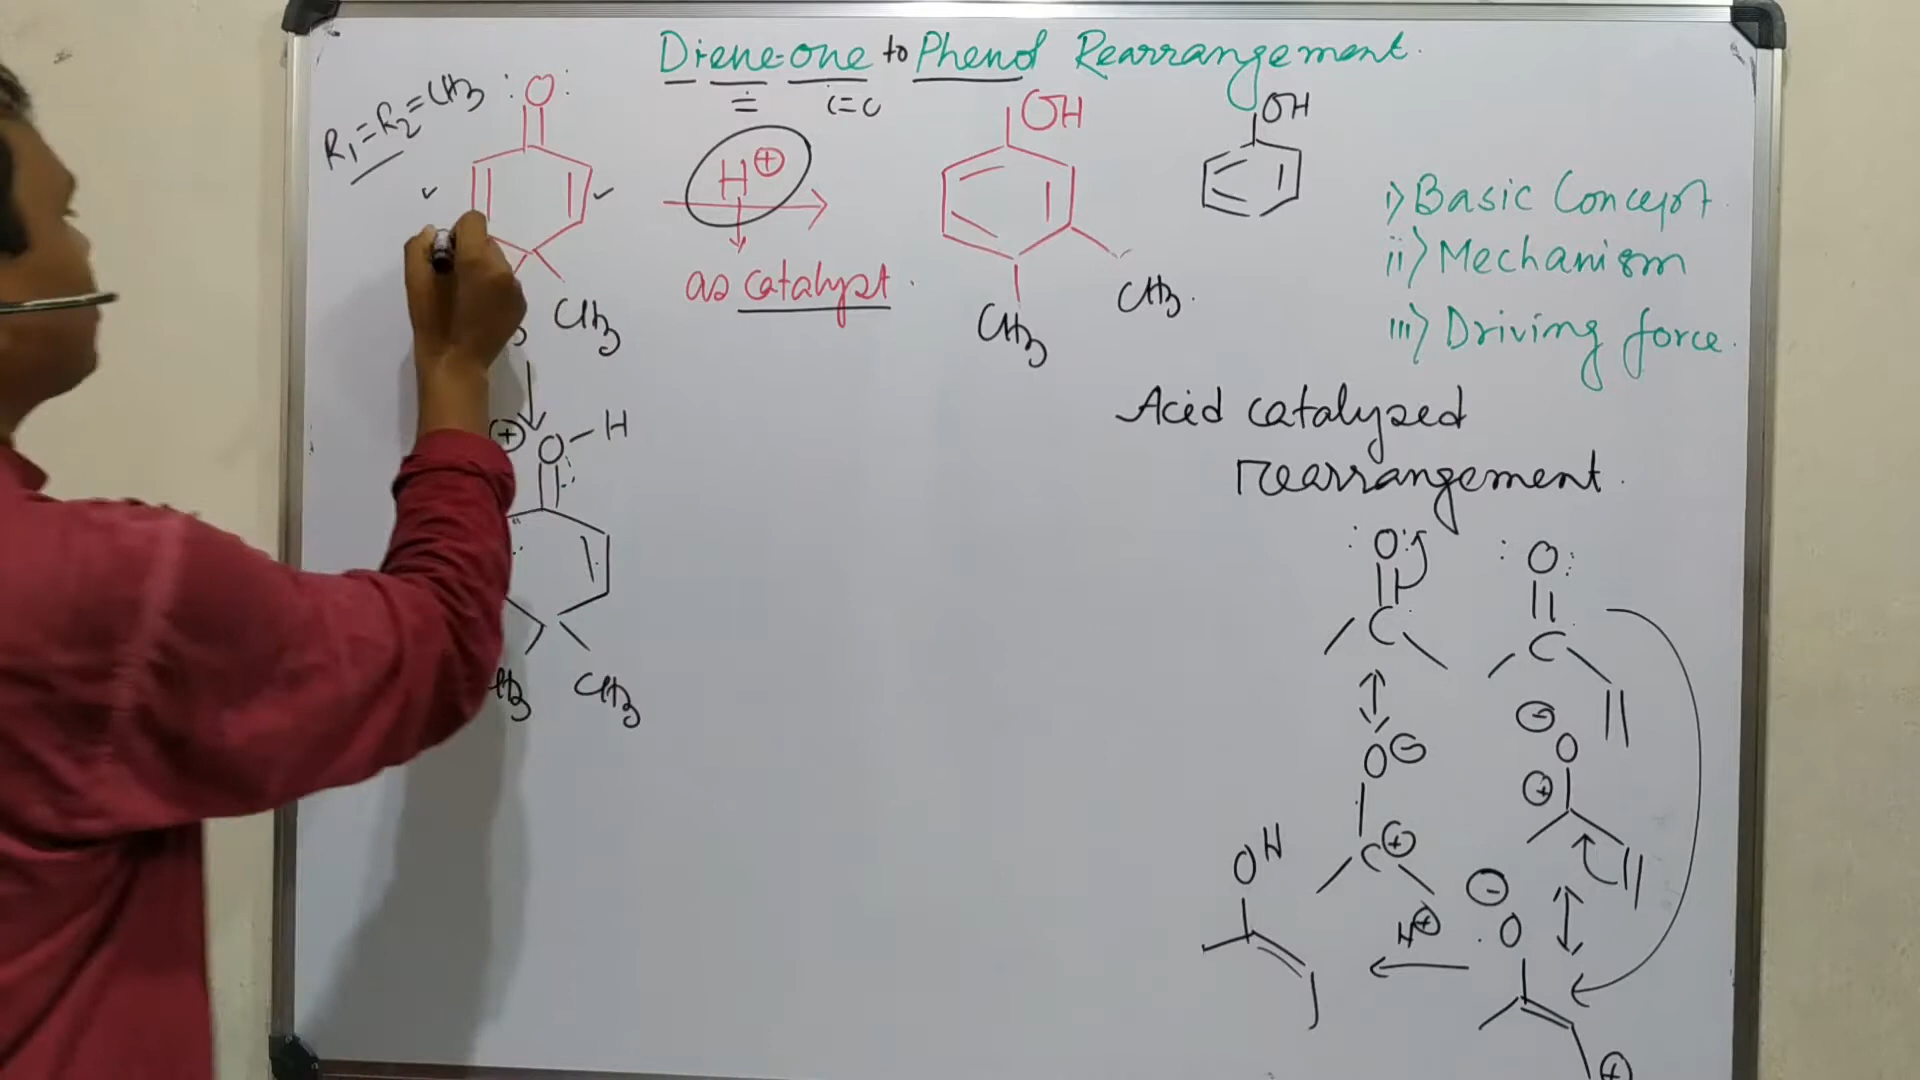 Diene-one to Phenol Rearrangement.
= C=C
R1=R2=CH3
:O:
H⊕
as catalyst.
CH3
OH
CH3
CH3.
OH
i) Basic Concept.
ii) Mechanism
iii) Driving force.
Acid catalyzed
rearrangement.
⊕ O-H
CH3
CH3
:O:
C
O⊖
C⊕
:O:
C
⊖
O
⊕
⊖
O
⊕
H⊕
OH